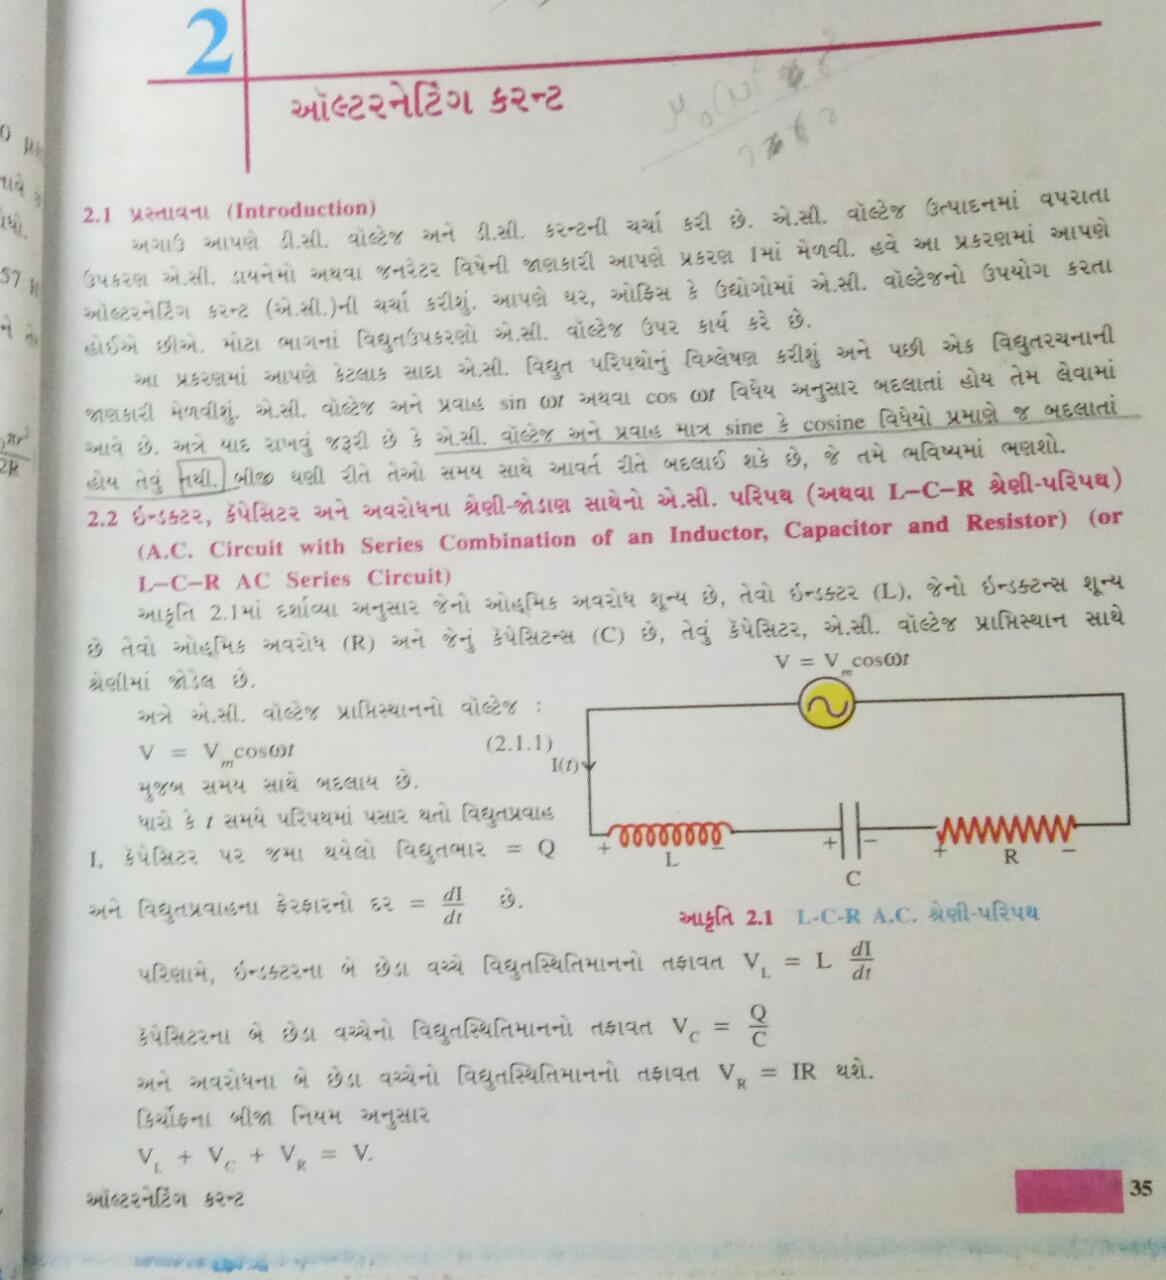 2
ઑલ્ટરનેટિંગ કરન્ટ
2.1 પ્રસ્તાવના (Introduction)
અગાઉ આપણે ડી.સી. વૉલ્ટેજ અને ડી.સી. કરન્ટની ચર્ચા કરી છે. એ.સી. વૉલ્ટેજ ઉત્પાદનમાં વપરાતા
ઉપકરણ એ.સી. ડાયનેમો અથવા જનરેટર વિષેની જાણકારી આપણે પ્રકરણ 1માં મેળવી. હવે આ પ્રકરણમાં આપણે
ઑલ્ટરનેટિંગ કરન્ટ (એ.સી.)ની ચર્ચા કરીશું. આપણે ઘર, ઑફિસ કે ઉદ્યોગોમાં એ.સી. વૉલ્ટેજનો ઉપયોગ કરતા
હોઈએ છીએ. મોટા ભાગનાં વિદ્યુતઉપકરણો એ.સી. વૉલ્ટેજ ઉપર કાર્ય કરે છે.
આ પ્રકરણમાં આપણે કેટલાક સાદા એ.સી. વિદ્યુત પરિપથોનું વિશ્લેષણ કરીશું અને પછી એક વિદ્યુતરચનાની
જાણકારી મેળવીશું. એ.સી. વૉલ્ટેજ અને પ્રવાહ sin ωt અથવા cos ωt વિધેય અનુસાર બદલાતાં હોય તેમ લેવામાં
આવે છે. અત્રે યાદ રાખવું જરૂરી છે કે એ.સી. વૉલ્ટેજ અને પ્રવાહ માત્ર sine કે cosine વિધેયો પ્રમાણે જ બદલાતાં
હોય તેવું નથી. બીજી ઘણી રીતે તેઓ સમય સાથે આવર્ત રીતે બદલાઈ શકે છે, જે તમે ભવિષ્યમાં ભણશો.
2.2 ઇન્ડક્ટર, કૅપેસિટર અને અવરોધના શ્રેણી-જોડાણ સાથેનો એ.સી. પરિપથ (અથવા L–C–R શ્રેણી-પરિપથ)
(A.C. Circuit with Series Combination of an Inductor, Capacitor and Resistor) (or
L–C–R AC Series Circuit)
આકૃતિ 2.1માં દર્શાવ્યા અનુસાર જેનો ઓહ્મિક અવરોધ શૂન્ય છે, તેવો ઇન્ડક્ટર (L), જેનો ઇન્ડક્ટન્સ શૂન્ય
છે તેવો ઓહ્મિક અવરોધ (R) અને જેનું કૅપેસિટન્સ (C) છે, તેવું કૅપેસિટર, એ.સી. વૉલ્ટેજ પ્રાપ્તિસ્થાન સાથે
શ્રેણીમાં જોડેલ છે.
અત્રે એ.સી. વૉલ્ટેજ પ્રાપ્તિસ્થાનનો વૉલ્ટેજ :
V = V_m cosωt (2.1.1)
મુજબ સમય સાથે બદલાય છે.
ધારો કે t સમયે પરિપથમાં પસાર થતો વિદ્યુતપ્રવાહ
I, કૅપેસિટર પર જમા થયેલો વિદ્યુતભાર = Q
અને વિદ્યુતપ્રવાહના ફેરફારનો દર = dI/dt છે.
V = V_m cosωt
I(t)
+ L –
+ –
C
+ R –
આકૃતિ 2.1 L-C-R A.C. શ્રેણી-પરિપથ
પરિણામે, ઇન્ડક્ટરના બે છેડા વચ્ચે વિદ્યુતસ્થિતિમાનનો તફાવત V_L = L dI/dt
કૅપેસિટરના બે છેડા વચ્ચેનો વિદ્યુતસ્થિતિમાનનો તફાવત V_C = Q/C
અને અવરોધના બે છેડા વચ્ચેનો વિદ્યુતસ્થિતિમાનનો તફાવત V_R = IR થશે.
કિર્ચોફના બીજા નિયમ અનુસાર
V_L + V_C + V_R = V.
ઑલ્ટરનેટિંગ કરન્ટ
35